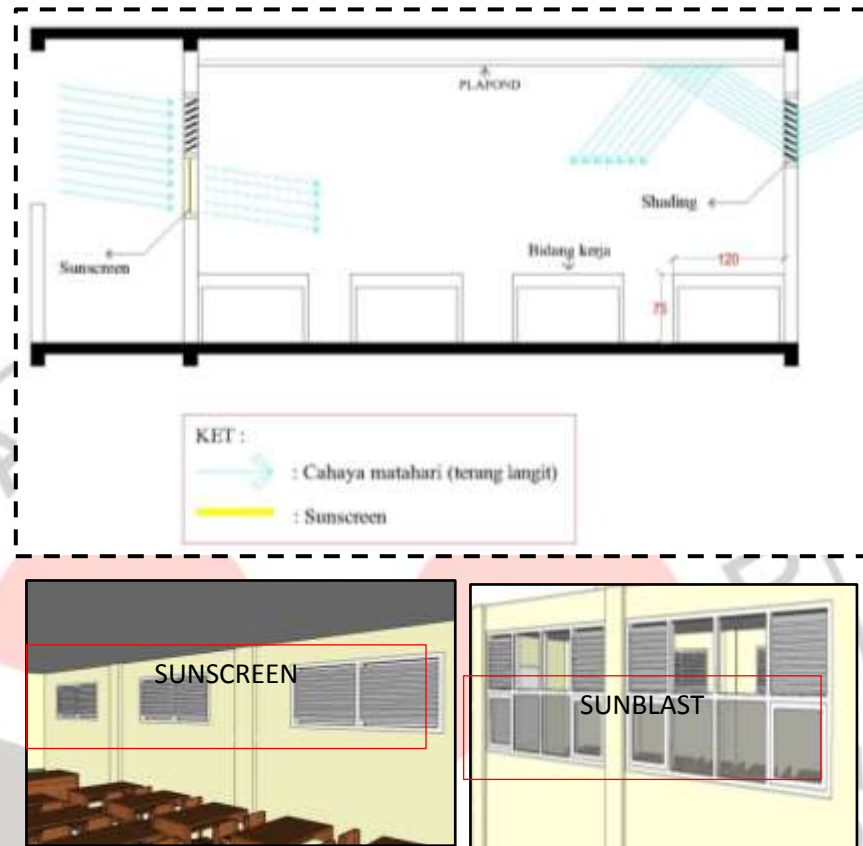 PLAFOND
Shading
Sunscreen
Bidang kerja
120
75
KET :
: Cahaya matahari (terang langit)
: Sunscreen
SUNSCREEN
SUNBLAST